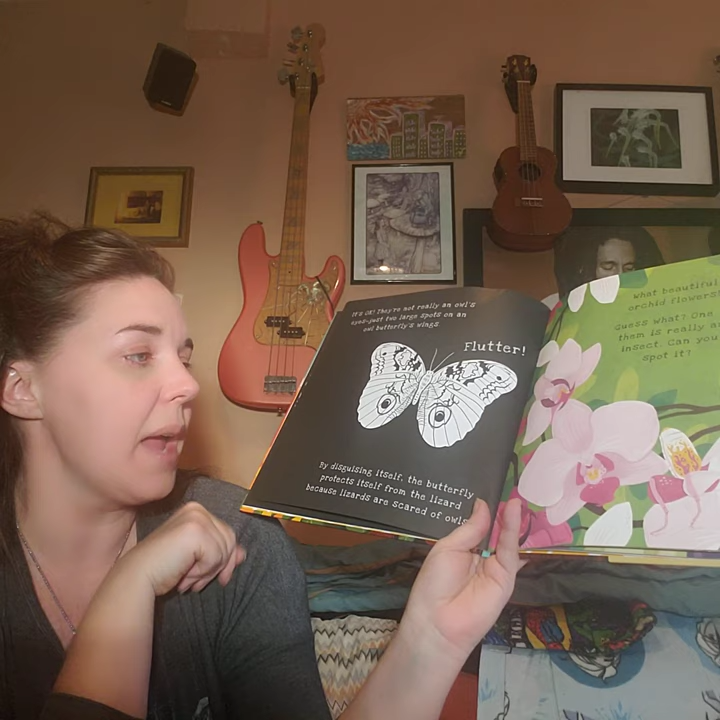 It's OK! They're not really an owl's
eyes—just two large spots on an
owl butterfly's wings.
Flutter!
By disguising itself, the butterfly
protects itself from the lizard
because lizards are scared of owls
what beautiful
orchid flowers
Guess what? One
them is really a
insect. Can you
spot it?